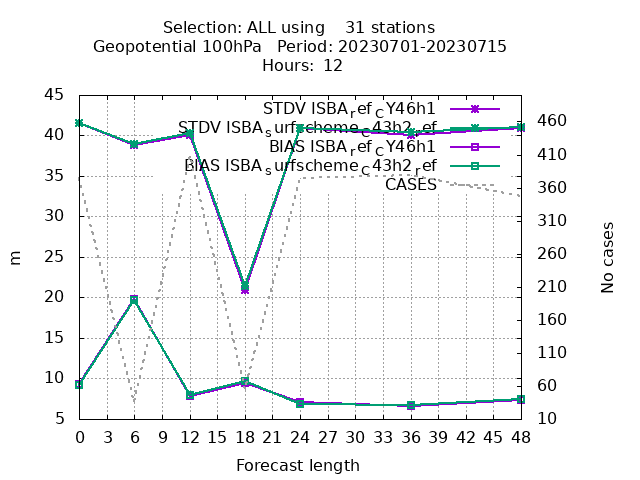 Selection: ALL using    31 stations
Geopotential 100hPa   Period: 20230701-20230715
Hours:  12
STDV ISBA_ref_CY46h1
STDV ISBA_surfscheme_C43h2_ref
BIAS ISBA_ref_CY46h1
BIAS ISBA_surfscheme_C43h2_ref
CASES
45
40
35
30
25
20
15
10
5
m
460
410
360
310
260
210
160
110
60
10
No cases
0 3 6 9 12 15 18 21 24 27 30 33 36 39 42 45 48
Forecast length